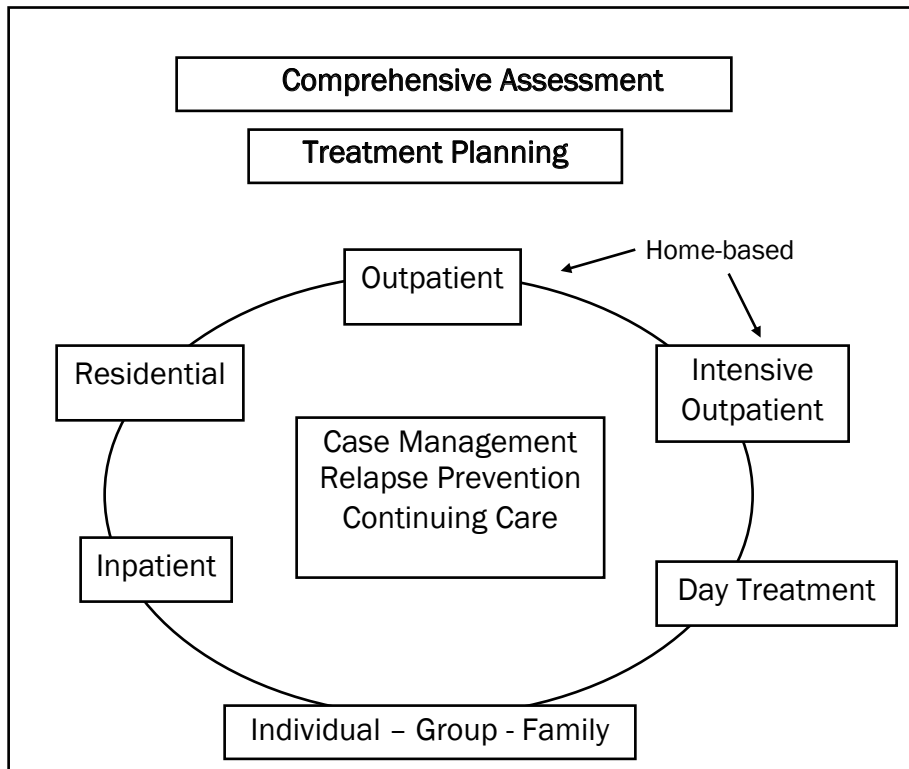 Comprehensive Assessment
Treatment Planning
Outpatient
Home-based
Residential
Intensive
Outpatient
Case Management
Relapse Prevention
Continuing Care
Inpatient
Day Treatment
Individual – Group - Family